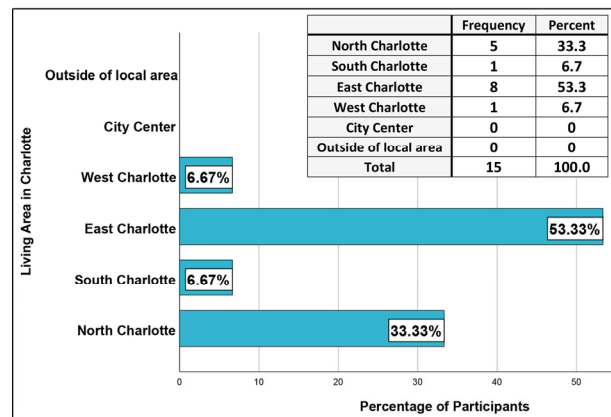 Frequency Percent
North Charlotte 5 33.3
South Charlotte 1 6.7
East Charlotte 8 53.3
West Charlotte 1 6.7
City Center 0 0
Outside of local area 0 0
Total 15 100.0
Living Area in Charlotte
Outside of local area
City Center
West Charlotte 6.67%
East Charlotte 53.33%
South Charlotte 6.67%
North Charlotte 33.33%
0 10 20 30 40 50
Percentage of Participants